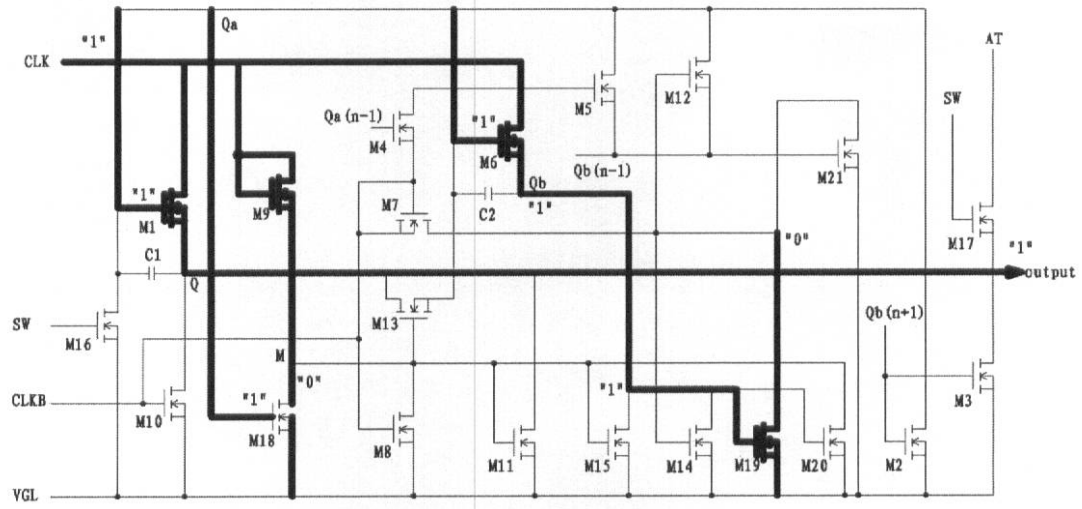 Qa
"1"
CLK
AT
M12
M5
SW
Qa(n-1)
"1"
M4
M6
Qb(n-1)
M21
Qb
"1"
"1"
M9
M7
C2
M1
M17
"0"
"1"
C1
Q
output
M13
Qb(n+1)
SW
M16
M
"0"
"1"
M3
CLKB
"1"
M10
M18
M8
M11
M15
M14
M19
M20
M2
VGL